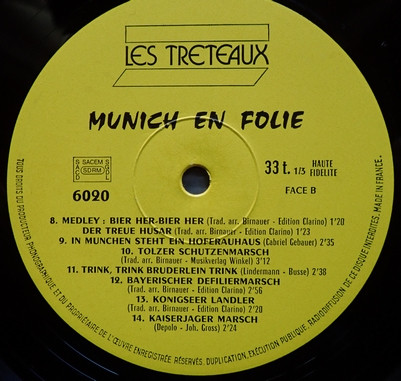 LES TRETEAUX
MUNICH EN FOLIE
SACEM
SDRM
6020
33 t. 1/3
HAUTE
FIDELITE
FACE B
8. MEDLEY : BIER HER-BIER HER (Trad. arr. Birnauer - Edition Clarino) 1'20
DER TREUE HUSAR (Trad. arr. Birnauer - Edition Clarino) 1'50
9. IN MUNCHEN STEHT EIN HOFERAUHAUS (Gabriel Gebauer) 2'35
10. TOLZER SCHUTZENMARSCH
(Trad. arr. Birnauer - Musikverlag Winkel) 3'12
11. TRINK, TRINK BRUDERLEIN TRINK (Lindermann - Busse) 2'38
12. BAYERISCHER DEFILIERMARSCH
(Trad. arr. Birnauer - Edition Clarino) 2'56
13. KONIGSEER LANDLER
(Trad. arr. Birnauer - Edition Clarino) 2'20
14. KAISERJAGER MARSCH
(Depolo - Joh. Gross) 2'24
TOUS DROITS DU PRODUCTEUR PHONOGRAPHIQUE ET DU PROPRIETAIRE DE L'ŒUVRE ENREGISTRÉE RÉSERVÉS. DUPLICATION, EXÉCUTION PUBLIQUE, RADIODIFFUSION DE CE DISQUE INTERDITES. MADE IN FRANCE.